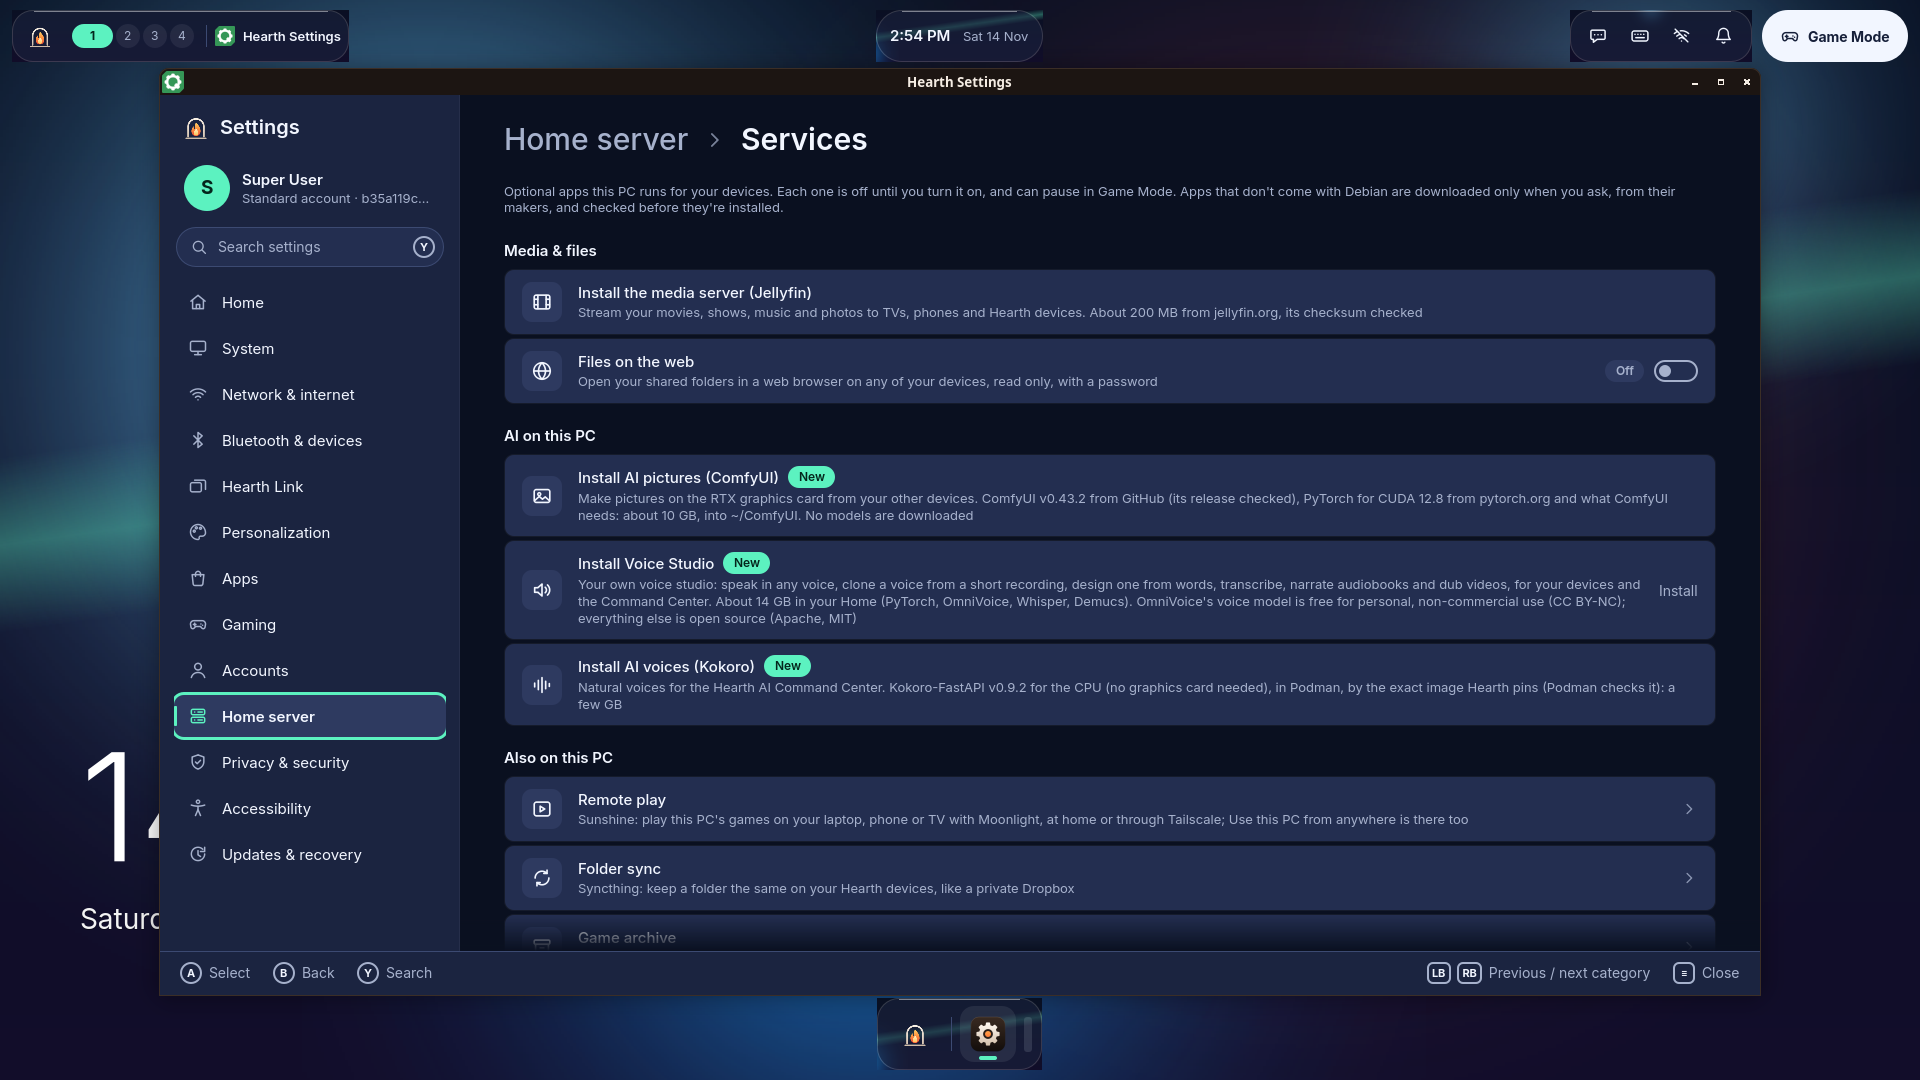 1 2 3 4 Hearth Settings
2:54 PM Sat 14 Nov
Game Mode
Hearth Settings
Settings
S
Super User
Standard account · b35a119c...
Search settings Y
Home
System
Network & internet
Bluetooth & devices
Hearth Link
Personalization
Apps
Gaming
Accounts
Home server
Privacy & security
Accessibility
Updates & recovery
Home server > Services
Optional apps this PC runs for your devices. Each one is off until you turn it on, and can pause in Game Mode. Apps that don't come with Debian are downloaded only when you ask, from their
makers, and checked before they're installed.
Media & files
Install the media server (Jellyfin)
Stream your movies, shows, music and photos to TVs, phones and Hearth devices. About 200 MB from jellyfin.org, its checksum checked
Files on the web
Open your shared folders in a web browser on any of your devices, read only, with a password
Off
AI on this PC
Install AI pictures (ComfyUI) New
Make pictures on the RTX graphics card from your other devices. ComfyUI v0.43.2 from GitHub (its release checked), PyTorch for CUDA 12.8 from pytorch.org and what ComfyUI
needs: about 10 GB, into ~/ComfyUI. No models are downloaded
Install Voice Studio New
Your own voice studio: speak in any voice, clone a voice from a short recording, design one from words, transcribe, narrate audiobooks and dub videos, for your devices and
the Command Center. About 14 GB in your Home (PyTorch, OmniVoice, Whisper, Demucs). OmniVoice's voice model is free for personal, non-commercial use (CC BY-NC);
everything else is open source (Apache, MIT)
Install
Install AI voices (Kokoro) New
Natural voices for the Hearth AI Command Center. Kokoro-FastAPI v0.9.2 for the CPU (no graphics card needed), in Podman, by the exact image Hearth pins (Podman checks it): a
few GB
Also on this PC
Remote play
Sunshine: play this PC's games on your laptop, phone or TV with Moonlight, at home or through Tailscale; Use this PC from anywhere is there too
Folder sync
Syncthing: keep a folder the same on your Hearth devices, like a private Dropbox
Game archive
1
Saturd
A Select B Back Y Search
LB RB Previous / next category ≡ Close